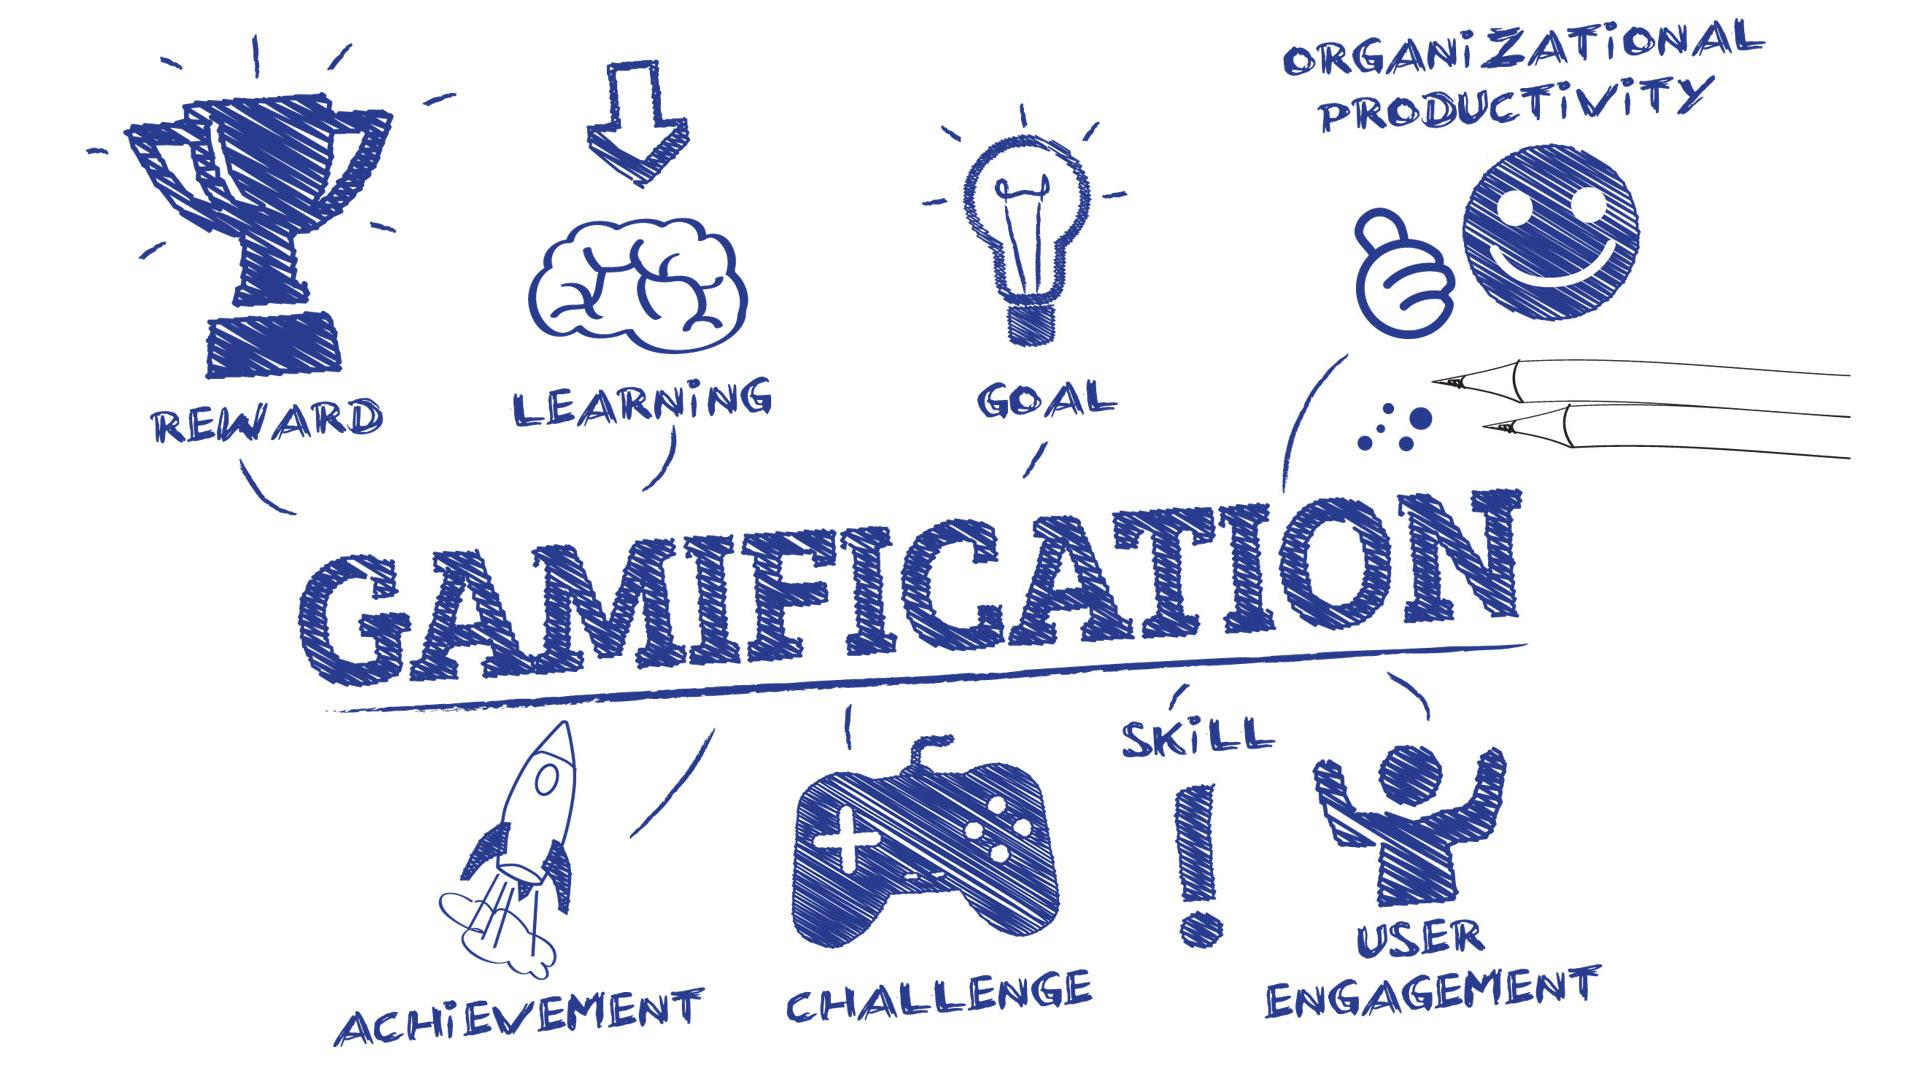 ORGANiZATiONAL
PRODUCTiViTY
REWARD
LEARNiNG
GOAL
GAMIFICATION
SKiLL
ACHiEVEMENT
CHALLENGE
USER
ENGAGEMENT